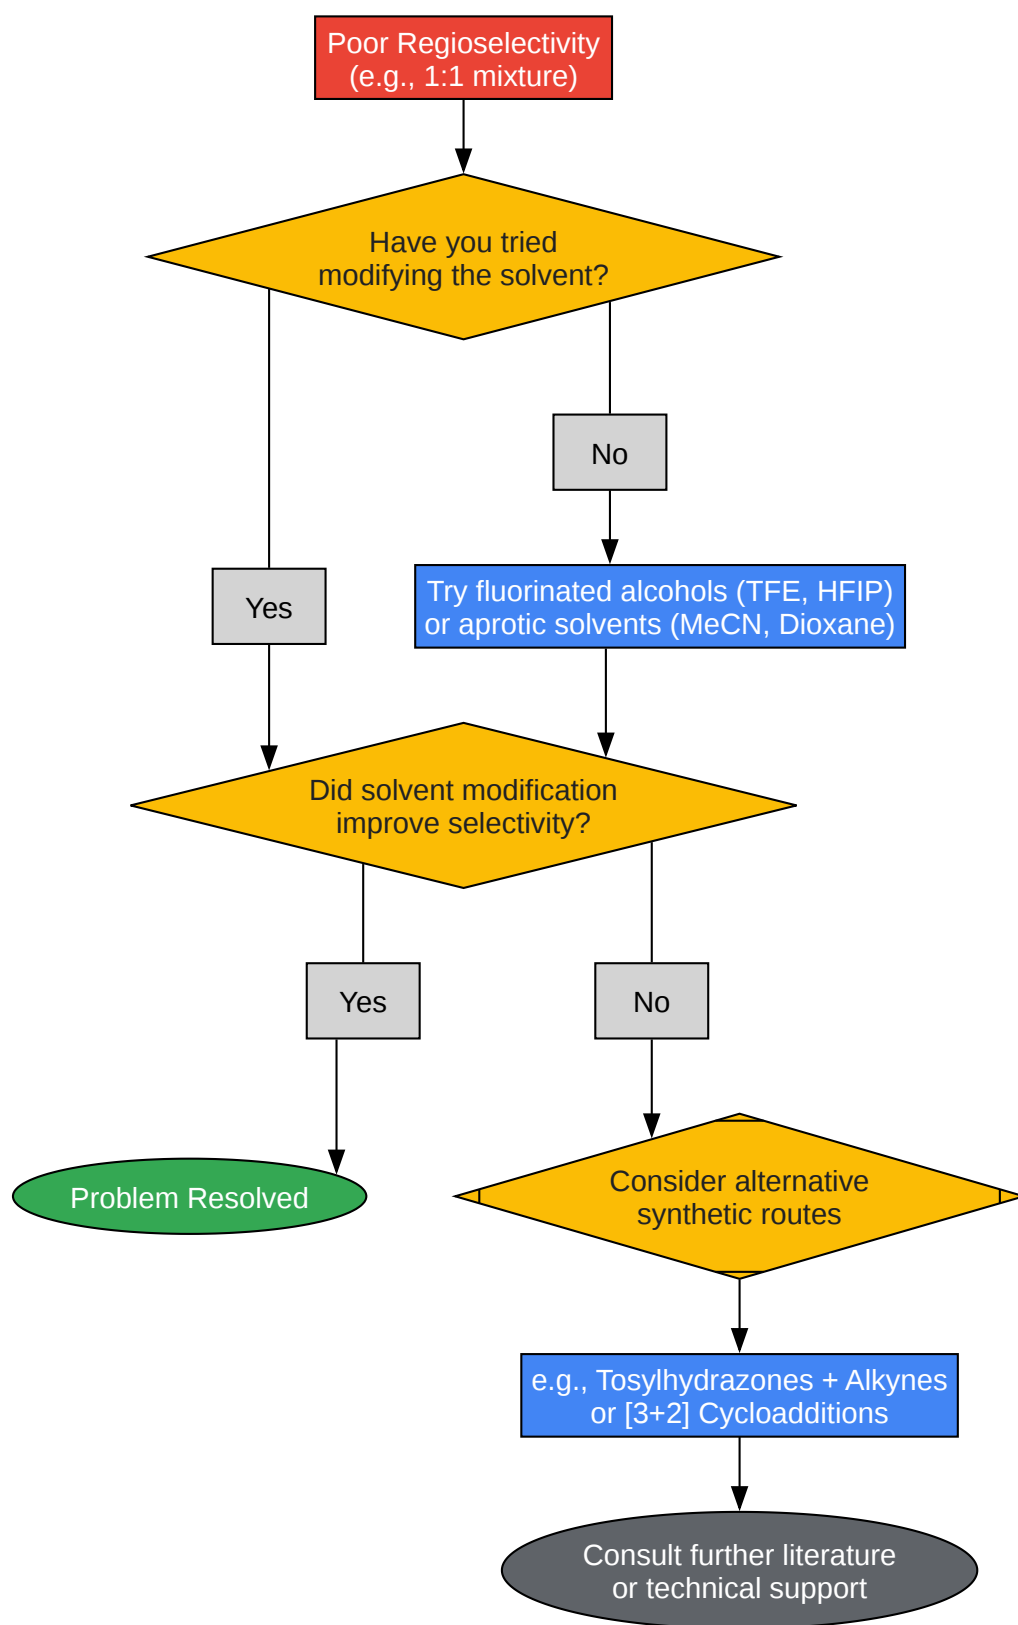 Poor Regioselectivity
(e.g., 1:1 mixture)
Have you tried
modifying the solvent?
No
Try fluorinated alcohols (TFE, HFIP)
or aprotic solvents (MeCN, Dioxane)
Yes
Did solvent modification
improve selectivity?
Yes
No
Problem Resolved
Consider alternative
synthetic routes
e.g., Tosylhydrazones + Alkynes
or [3+2] Cycloadditions
Consult further literature
or technical support